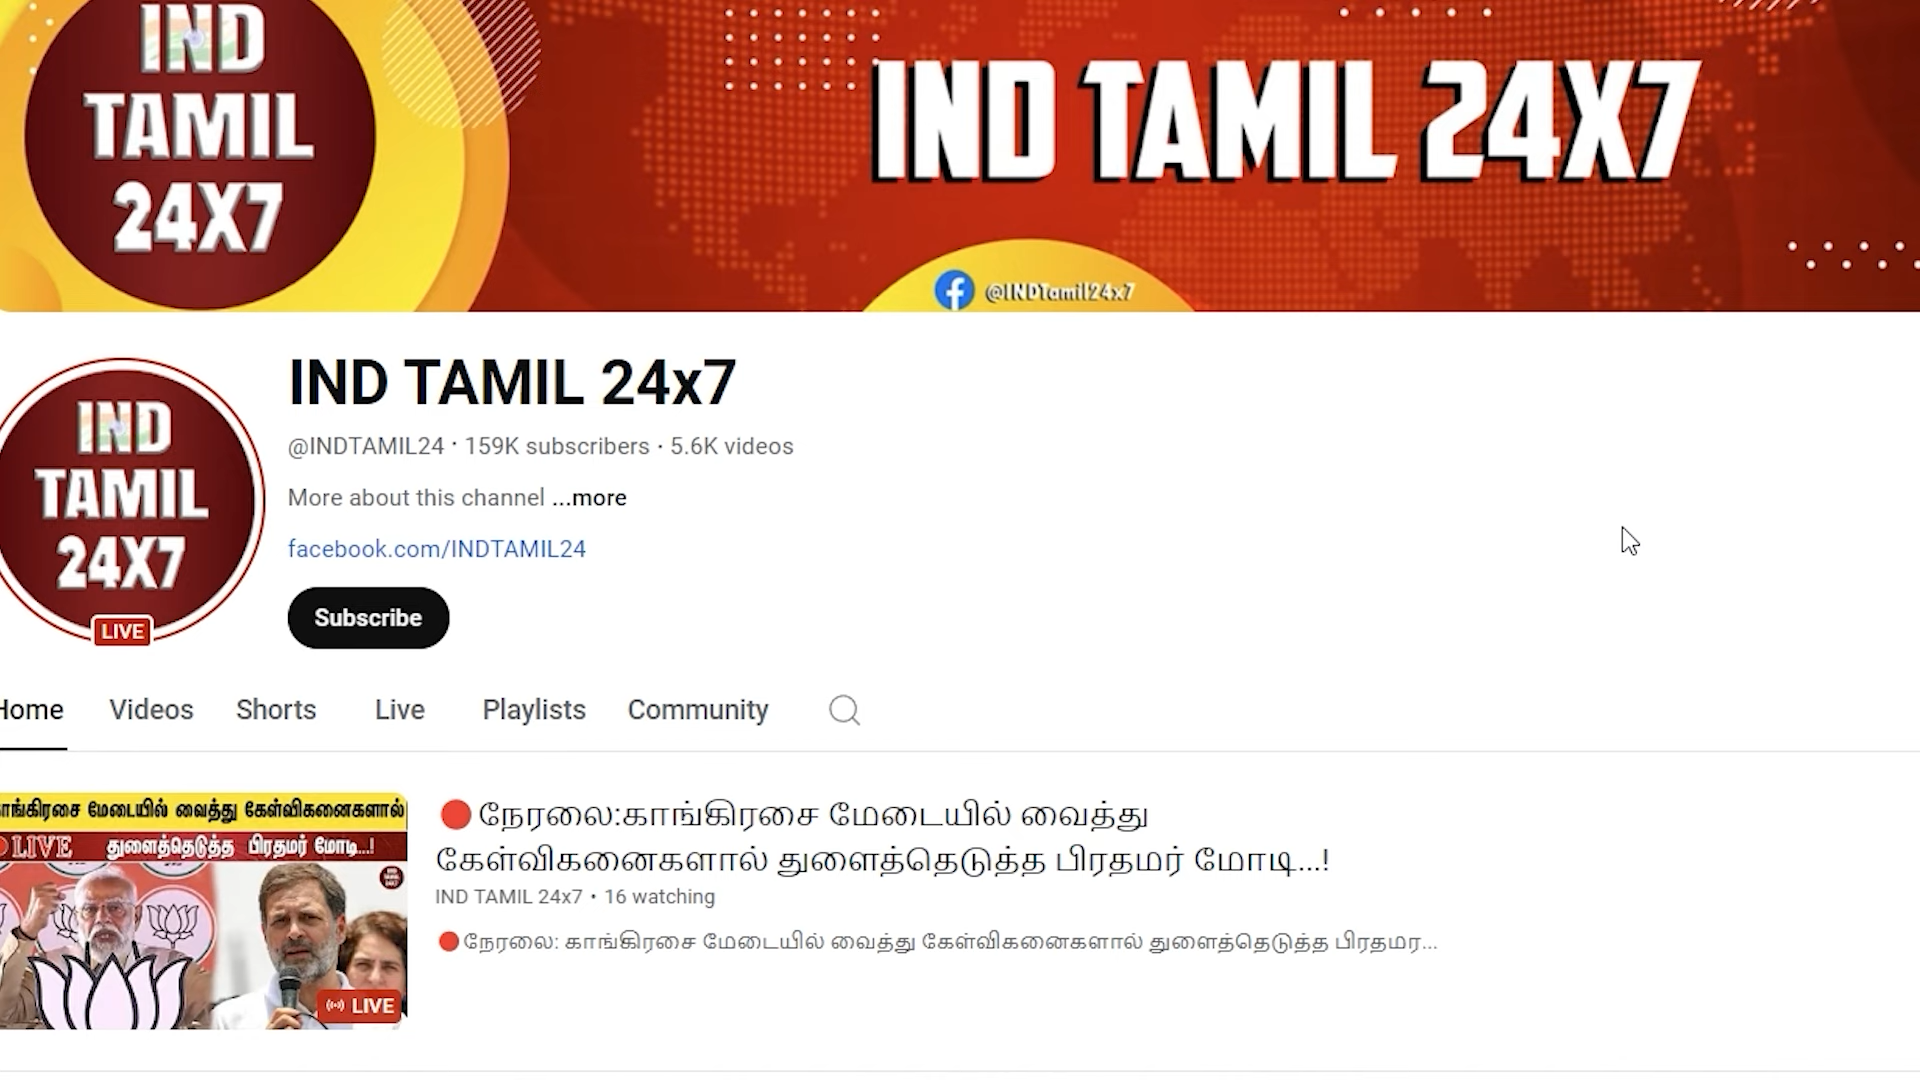 IND
TAMIL
24X7
IND TAMIL 24X7
@INDTamil24x7
IND
TAMIL
24X7
LIVE
IND TAMIL 24x7
@INDTAMIL24 · 159K subscribers · 5.6K videos
More about this channel ...more
facebook.com/INDTAMIL24
Subscribe
Home Videos Shorts Live Playlists Community
மேடையில் வைத்து கேள்விகனைகளால்
LIVE துளைத்தெடுத்த பிரதமர் மோடி...!
LIVE
நேரலை:காங்கிரசை மேடையில் வைத்து
கேள்விகனைகளால் துளைத்தெடுத்த பிரதமர் மோடி...!
IND TAMIL 24x7 • 16 watching
நேரலை: காங்கிரசை மேடையில் வைத்து கேள்விகனைகளால் துளைத்தெடுத்த பிரதமர...